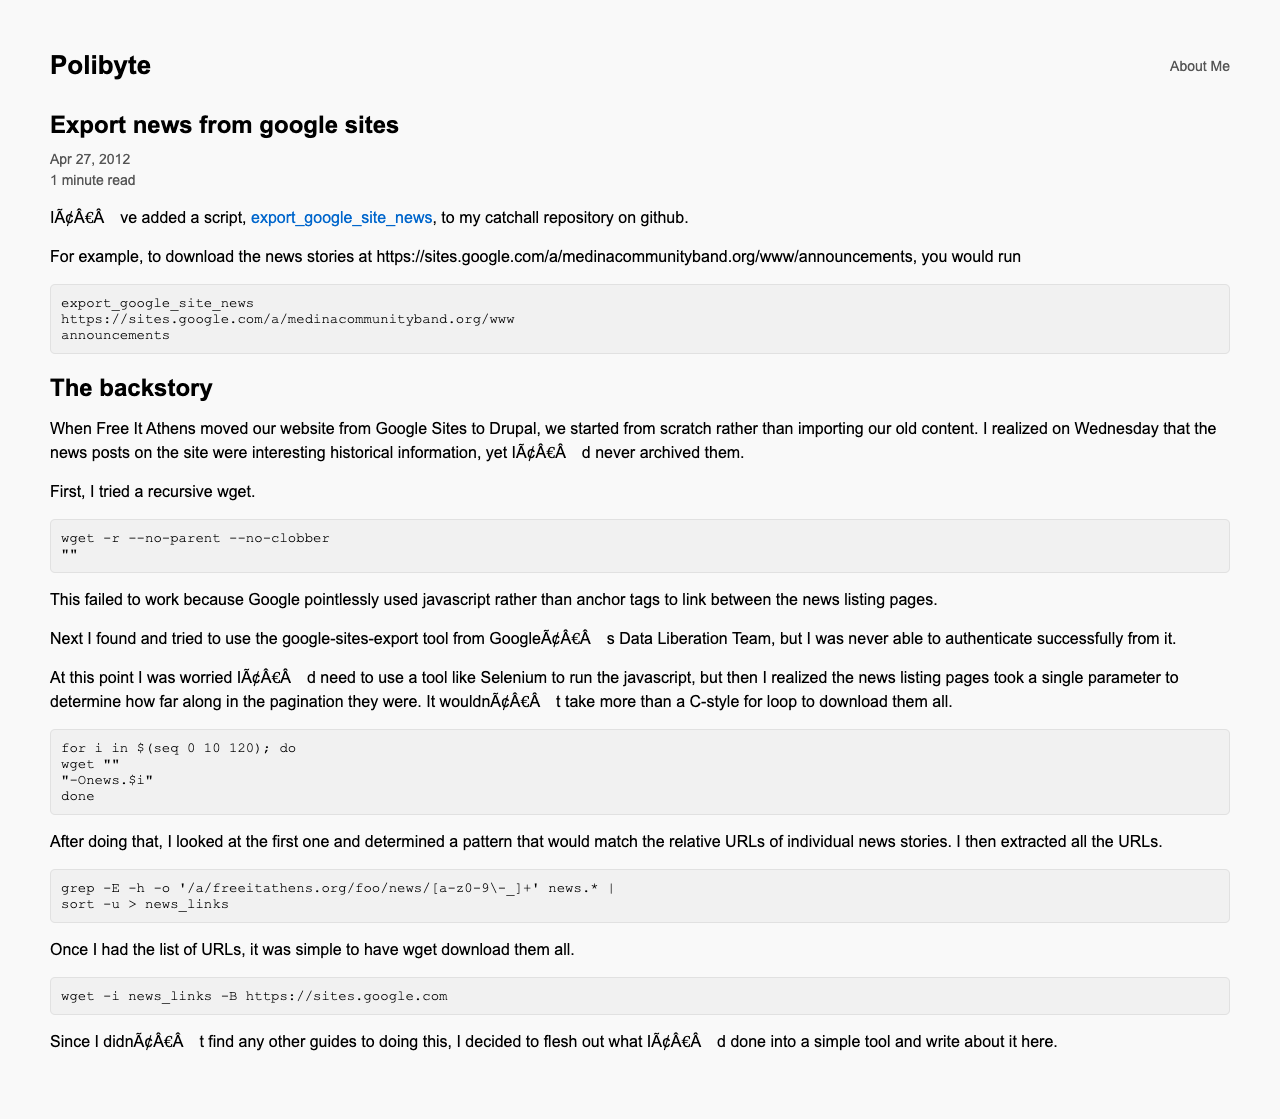 Polibyte
About Me
Export news from google sites
Apr 27, 2012
1 minute read
IÃ¢Â€Â ve added a script, export_google_site_news, to my catchall repository on github.
For example, to download the news stories at https://sites.google.com/a/medinacommunityband.org/www/announcements, you would run
export_google_site_news
https://sites.google.com/a/medinacommunityband.org/www
announcements
The backstory
When Free It Athens moved our website from Google Sites to Drupal, we started from scratch rather than importing our old content. I realized on Wednesday that the
news posts on the site were interesting historical information, yet IÃ¢Â€Â d never archived them.
First, I tried a recursive wget.
wget -r --no-parent --no-clobber
""
This failed to work because Google pointlessly used javascript rather than anchor tags to link between the news listing pages.
Next I found and tried to use the google-sites-export tool from GoogleÃ¢Â€Â s Data Liberation Team, but I was never able to authenticate successfully from it.
At this point I was worried IÃ¢Â€Â d need to use a tool like Selenium to run the javascript, but then I realized the news listing pages took a single parameter to
determine how far along in the pagination they were. It wouldnÃ¢Â€Â t take more than a C-style for loop to download them all.
for i in $(seq 0 10 120); do
wget ""
"-Onews.$i"
done
After doing that, I looked at the first one and determined a pattern that would match the relative URLs of individual news stories. I then extracted all the URLs.
grep -E -h -o '/a/freeitathens.org/foo/news/[a-z0-9\-_]+' news.* |
sort -u > news_links
Once I had the list of URLs, it was simple to have wget download them all.
wget -i news_links -B https://sites.google.com
Since I didnÃ¢Â€Â t find any other guides to doing this, I decided to flesh out what IÃ¢Â€Â d done into a simple tool and write about it here.